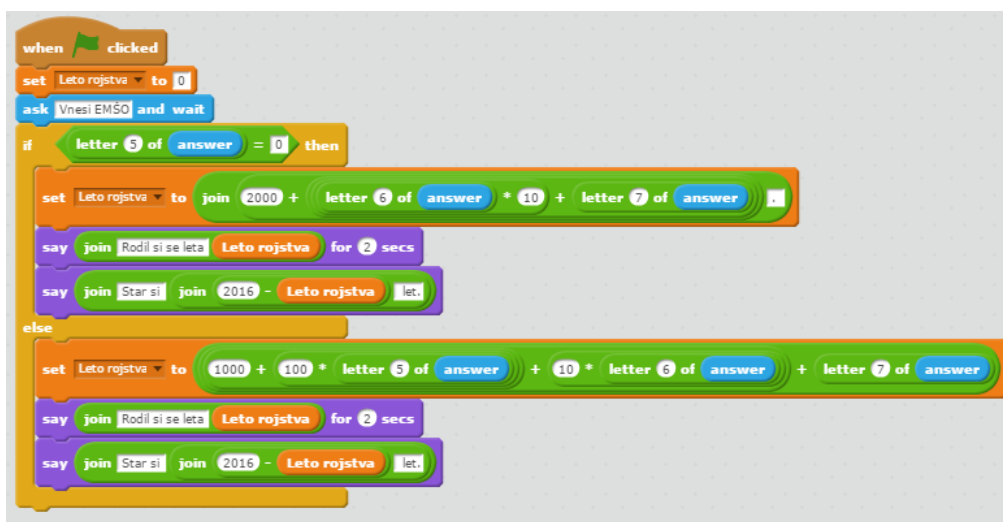 when clicked
set Leto rojstva to 0
ask Vnesi EMŠO and wait
if letter 5 of answer = 0 then
set Leto rojstva to join 2000 + letter 6 of answer * 10 + letter 7 of answer .
say join Rodil si se leta Leto rojstva for 2 secs
say join Star si join 2016 - Leto rojstva let.
else
set Leto rojstva to 1000 + 100 * letter 5 of answer + 10 * letter 6 of answer + letter 7 of answer
say join Rodil si se leta Leto rojstva for 2 secs
say join Star si join 2016 - Leto rojstva let.